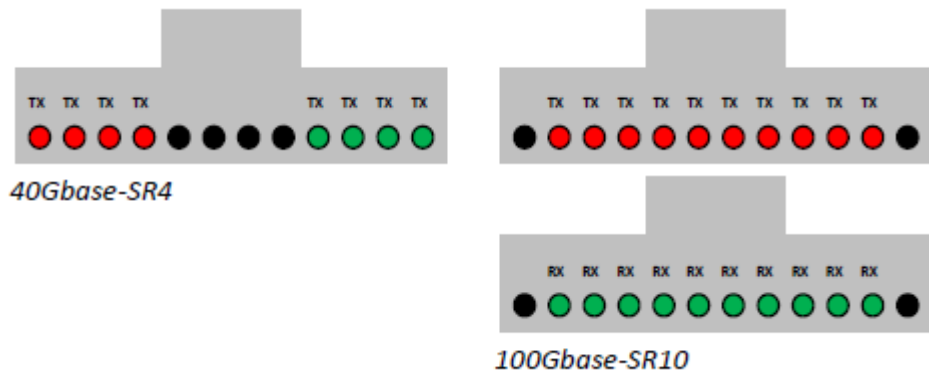 TX TX TX TX TX TX TX TX
40Gbase-SR4
TX TX TX TX TX TX TX TX TX TX
RX RX RX RX RX RX RX RX RX RX
100Gbase-SR10